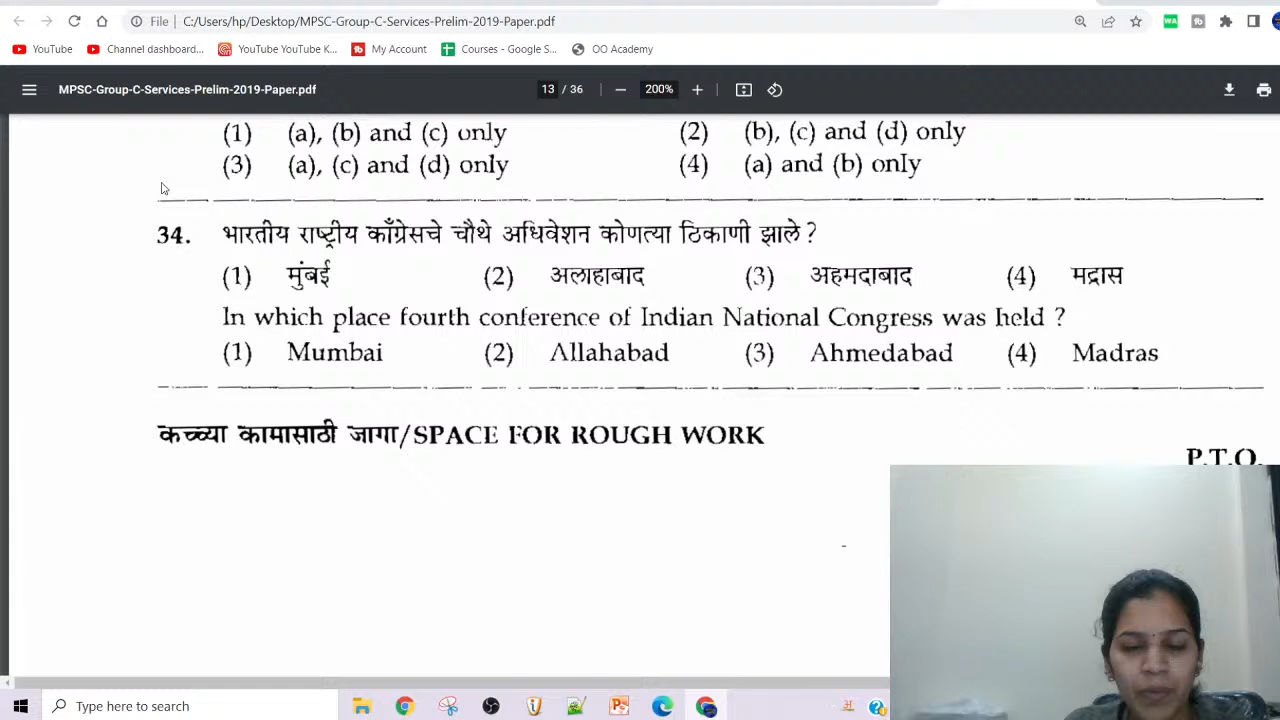 File | C:/Users/hp/Desktop/MPSC-Group-C-Services-Prelim-2019-Paper.pdf
YouTube Channel dashboard... YouTube YouTube K... My Account Courses - Google S... OO Academy
MPSC-Group-C-Services-Prelim-2019-Paper.pdf 13 / 36 200%
(1) (a), (b) and (c) only (2) (b), (c) and (d) only
(3) (a), (c) and (d) only (4) (a) and (b) only
34. भारतीय राष्ट्रीय काँग्रेसचे चौथे अधिवेशन कोणत्या ठिकाणी झाले ?
(1) मुंबई (2) अलाहाबाद (3) अहमदाबाद (4) मद्रास
In which place fourth conference of Indian National Congress was held ?
(1) Mumbai (2) Allahabad (3) Ahmedabad (4) Madras
कच्च्या कामासाठी जागा/SPACE FOR ROUGH WORK
P.T.O.
Type here to search